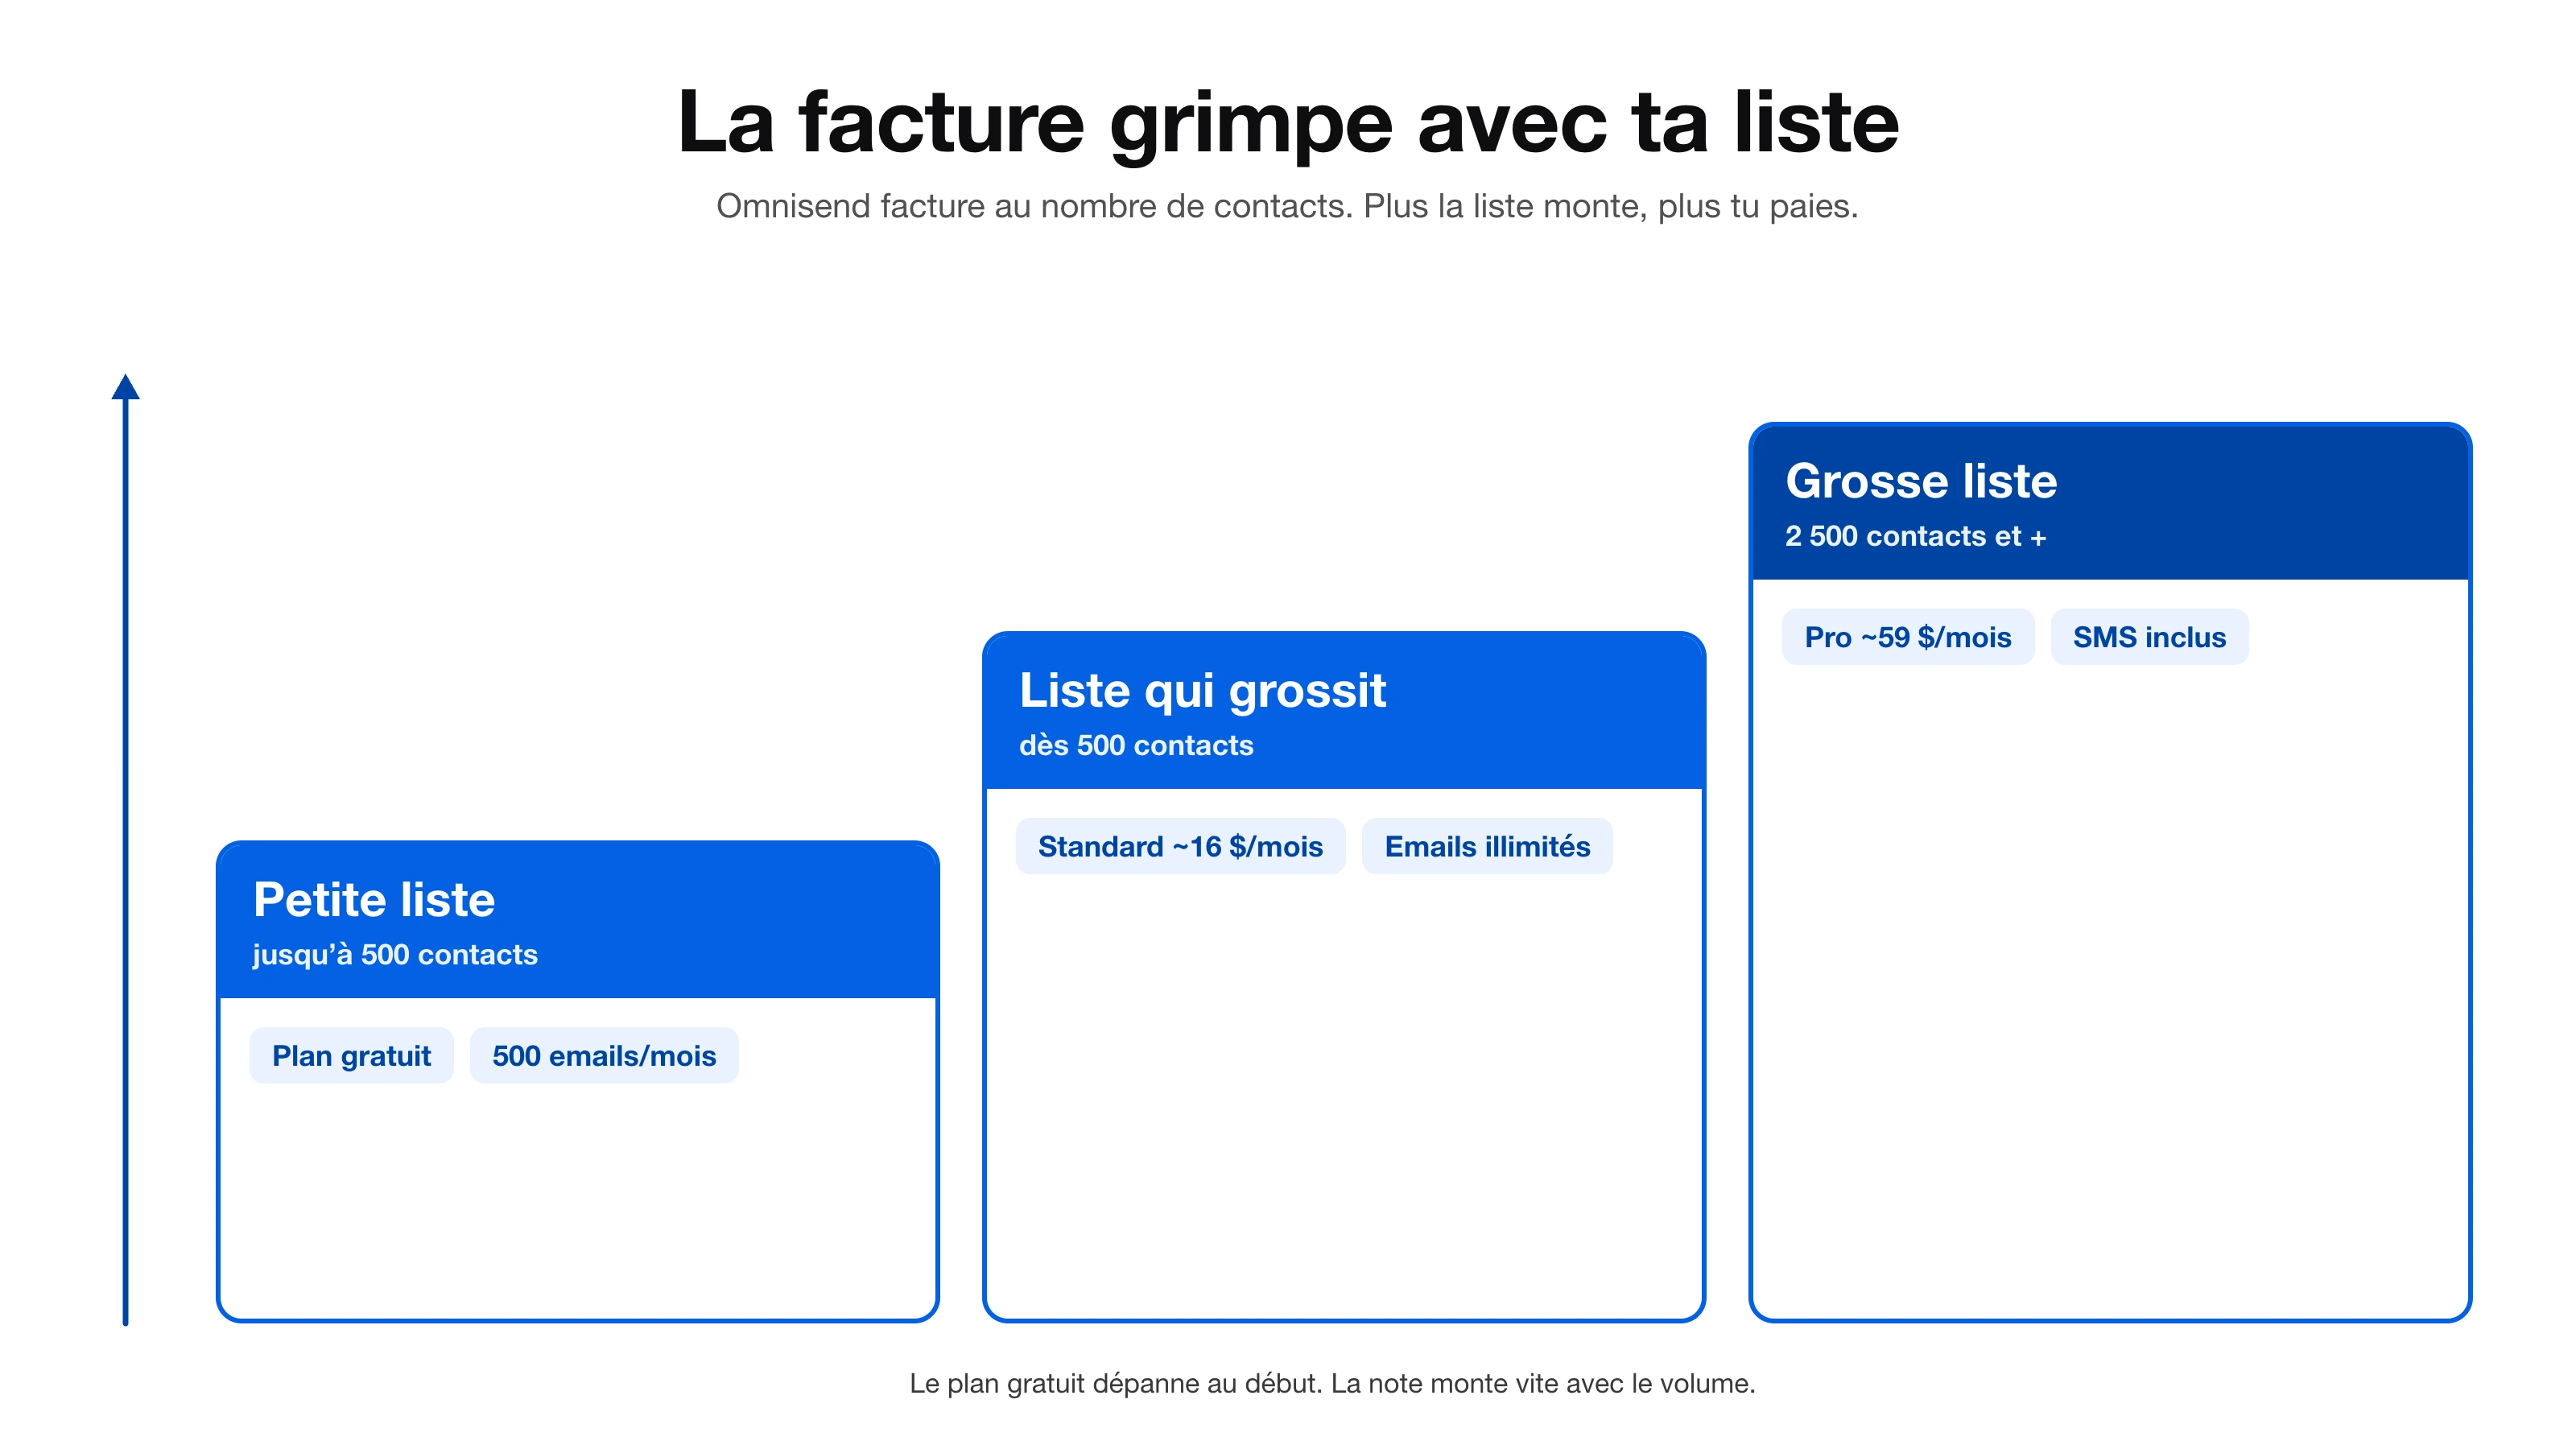 La facture grimpe avec ta liste
Omnisend facture au nombre de contacts. Plus la liste monte, plus tu paies.
Petite liste
jusqu’à 500 contacts
Plan gratuit
500 emails/mois
Liste qui grossit
dès 500 contacts
Standard ~16 $/mois
Emails illimités
Grosse liste
2 500 contacts et +
Pro ~59 $/mois
SMS inclus
Le plan gratuit dépanne au début. La note monte vite avec le volume.